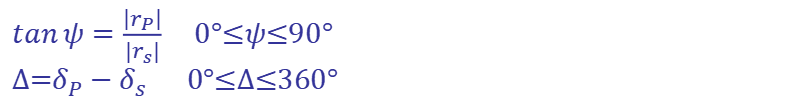 tan ψ = |r_P| / |r_s|    0°≤ψ≤90°
Δ=δ_P − δ_s    0°≤Δ≤360°